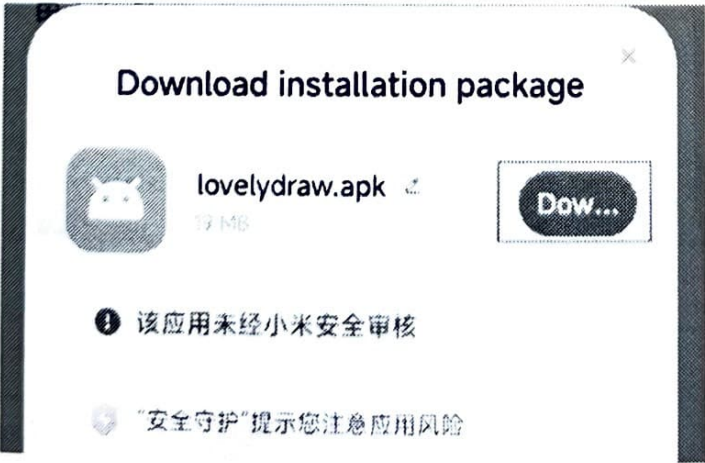 Download installation package
lovelydraw.apk
19 MB
Dow...
该应用未经小米安全审核
"安全守护"提示您注意应用风险